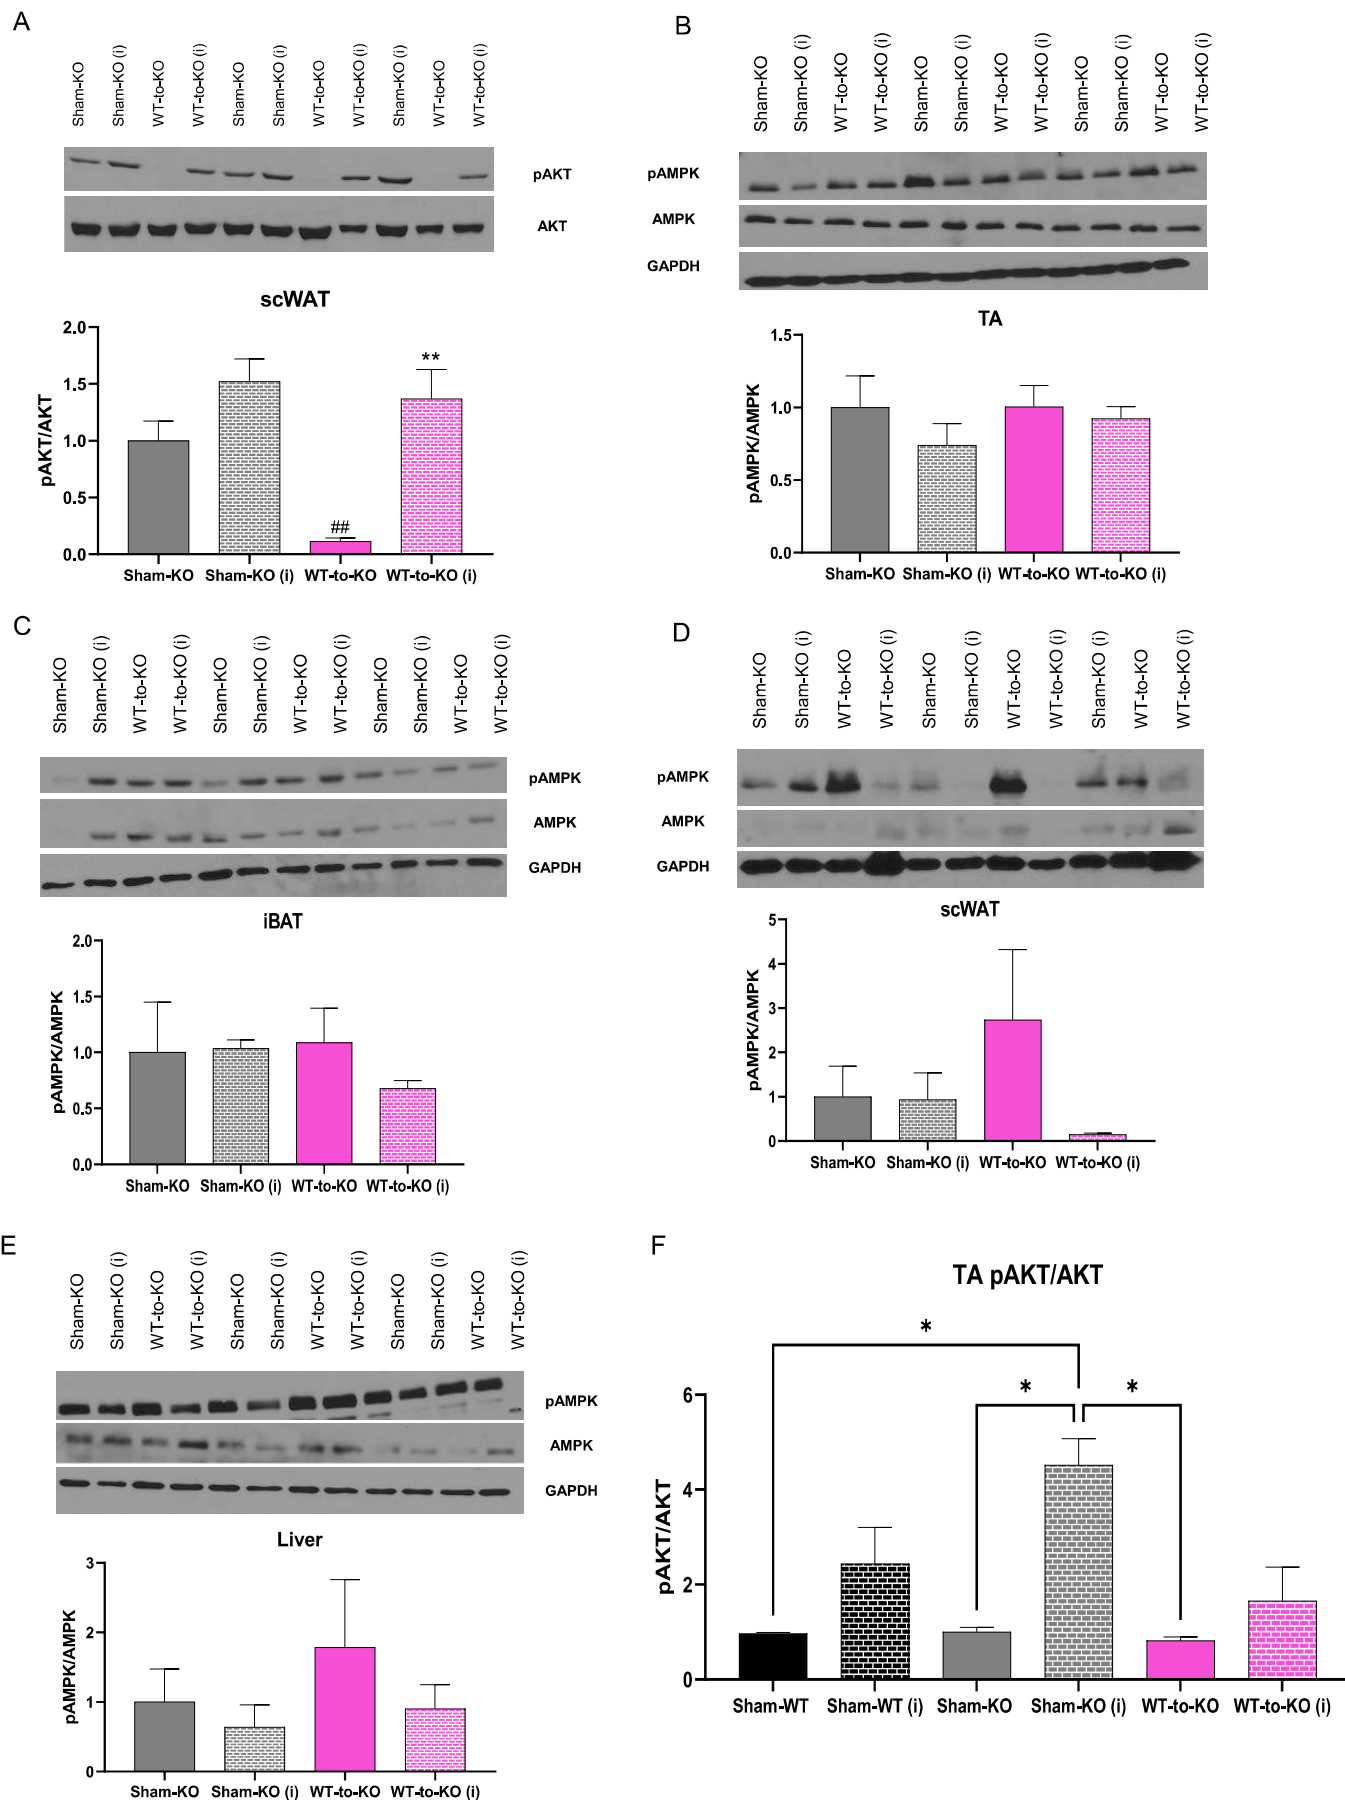 A
Sham-KO
Sham-KO (i)
WT-to-KO
WT-to-KO (i)
Sham-KO
Sham-KO (i)
WT-to-KO
WT-to-KO (i)
Sham-KO (i)
WT-to-KO
WT-to-KO (i)
pAKT
AKT
scWAT
pAKT/AKT
2.0
1.5
1.0
0.5
0.0
##
**
Sham-KO Sham-KO (i) WT-to-KO WT-to-KO (i)
B
Sham-KO
Sham-KO (i)
WT-to-KO
WT-to-KO (i)
Sham-KO
Sham-KO (i)
WT-to-KO
WT-to-KO (i)
Sham-KO
Sham-KO (i)
WT-to-KO
WT-to-KO (i)
pAMPK
AMPK
GAPDH
TA
pAMPK/AMPK
1.5
1.0
0.5
0.0
Sham-KO Sham-KO (i) WT-to-KO WT-to-KO (i)
C
Sham-KO
Sham-KO (i)
WT-to-KO
WT-to-KO (i)
Sham-KO
Sham-KO (i)
WT-to-KO
WT-to-KO (i)
Sham-KO
Sham-KO (i)
WT-to-KO
WT-to-KO (i)
pAMPK
AMPK
GAPDH
iBAT
pAMPK/AMPK
2.0
1.5
1.0
0.5
0.0
Sham-KO Sham-KO (i) WT-to-KO WT-to-KO (i)
D
Sham-KO
Sham-KO (i)
WT-to-KO
WT-to-KO (i)
Sham-KO
Sham-KO (i)
WT-to-KO
WT-to-KO (i)
Sham-KO (i)
WT-to-KO
WT-to-KO (i)
pAMPK
AMPK
GAPDH
scWAT
pAMPK/AMPK
5
4
3
2
1
0
Sham-KO Sham-KO (i) WT-to-KO WT-to-KO (i)
E
Sham-KO
Sham-KO (i)
WT-to-KO
WT-to-KO (i)
Sham-KO
Sham-KO (i)
WT-to-KO
WT-to-KO (i)
Sham-KO
Sham-KO (i)
WT-to-KO
WT-to-KO (i)
pAMPK
AMPK
GAPDH
Liver
pAMPK/AMPK
3
2
1
0
Sham-KO Sham-KO (i) WT-to-KO WT-to-KO (i)
F
TA pAKT/AKT
*
* *
pAKT/AKT
6
4
2
0
Sham-WT Sham-WT (i) Sham-KO Sham-KO (i) WT-to-KO WT-to-KO (i)